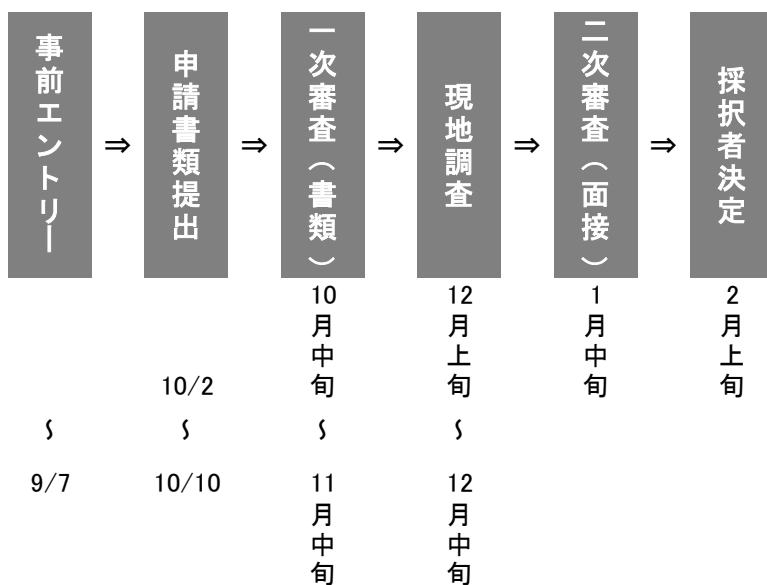 事前エントリー
⇒
申請書類提出
⇒
一次審査（書類）
⇒
現地調査
⇒
二次審査（面接）
⇒
採択者決定
～
9/7
10/2
～
10/10
10月中旬
～
11月中旬
12月上旬
～
12月中旬
1月中旬
2月上旬